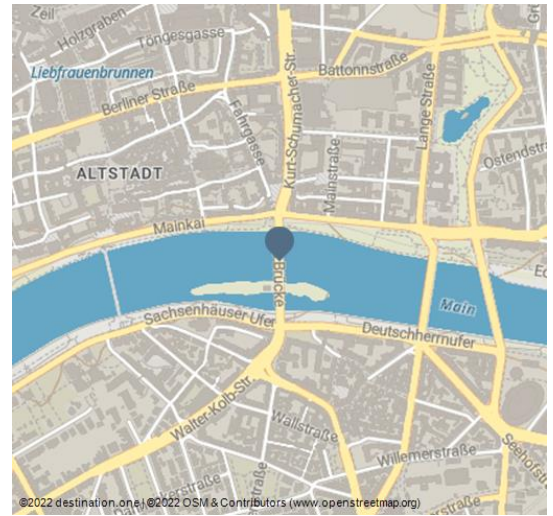 Zeil
Holzgraben
Töngesgasse
Liebfrauenbrunnen
Berliner Straße
Battonnstraße
Kurt-Schumacher-Str.
Lange Straße
Fahrgasse
Mainstraße
Ostendstra
ALTSTADT
Mainkai
Brücke
Main
Sachsenhäuser Ufer
Deutschherrnufer
Walter-Kolb-Str.
Wallstraße
Willemerstraße
Seehofst
©2022 destination.one | ©2022 OSM & Contributors (www.openstreetmap.org)